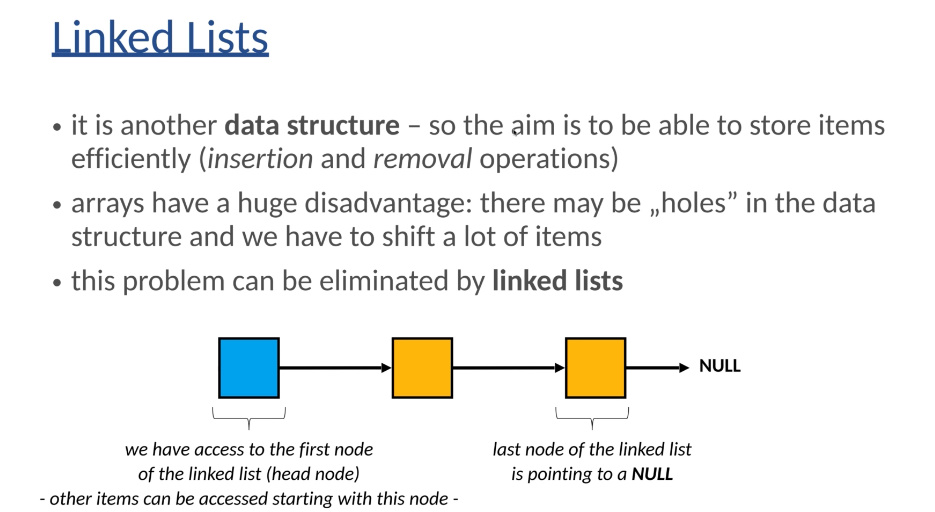 Linked Lists
• it is another data structure – so the aim is to be able to store items
efficiently (insertion and removal operations)
• arrays have a huge disadvantage: there may be „holes” in the data
structure and we have to shift a lot of items
• this problem can be eliminated by linked lists
NULL
we have access to the first node
of the linked list (head node)
- other items can be accessed starting with this node -
last node of the linked list
is pointing to a NULL